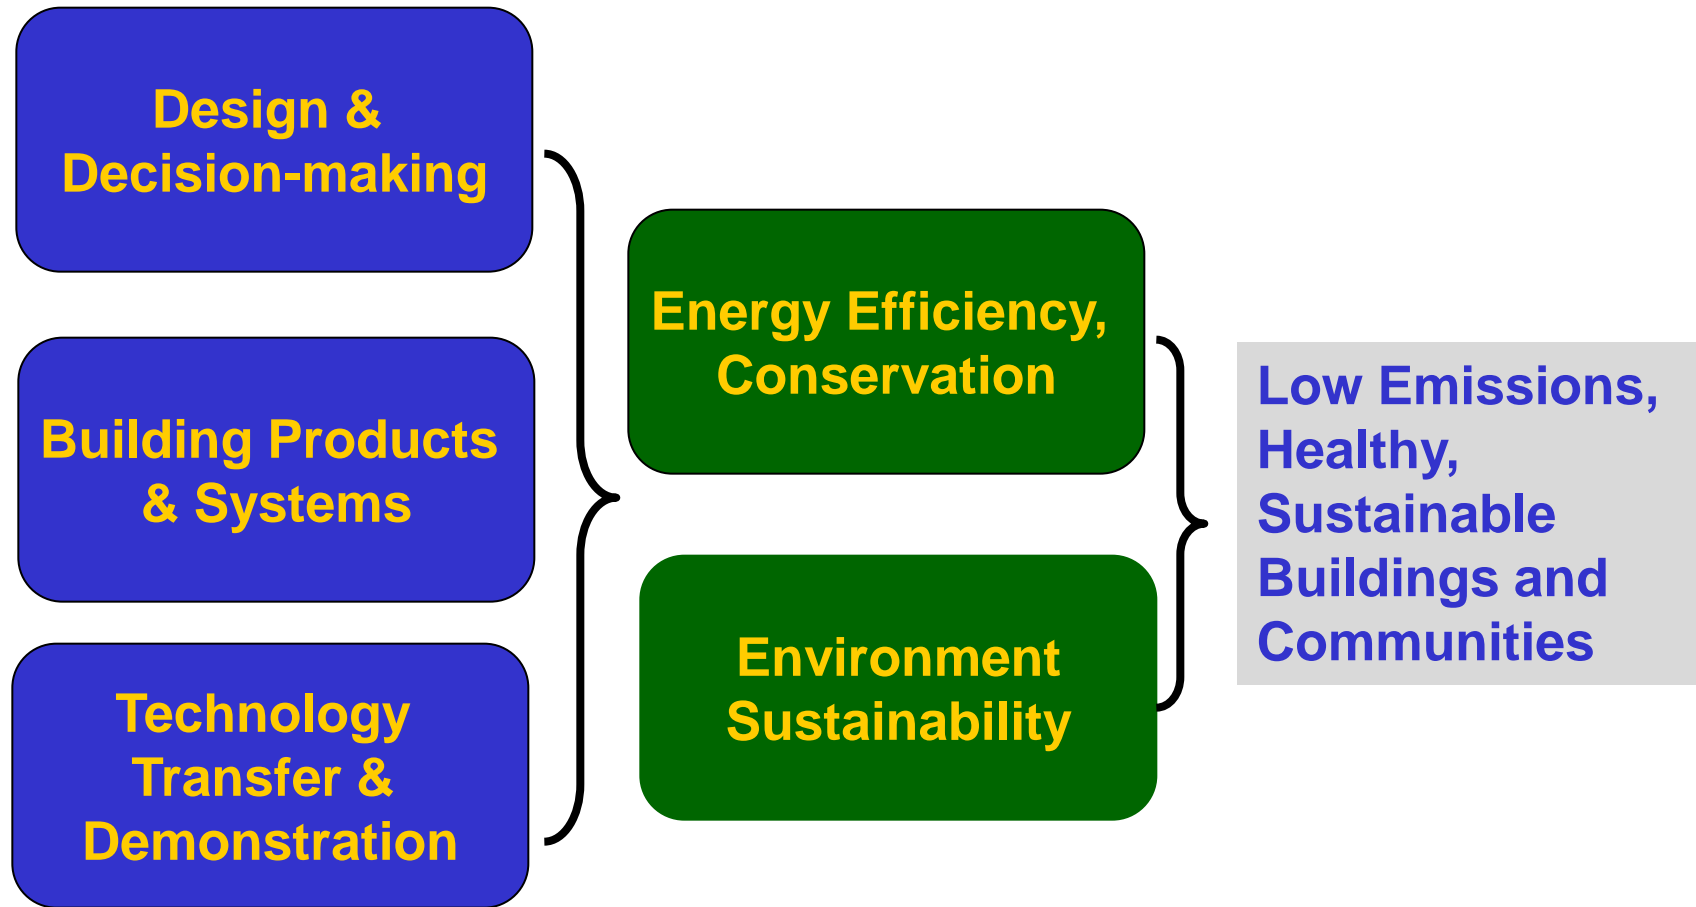 Design &
Decision-making
Building Products
& Systems
Technology
Transfer &
Demonstration
Energy Efficiency,
Conservation
Environment
Sustainability
Low Emissions,
Healthy,
Sustainable
Buildings and
Communities